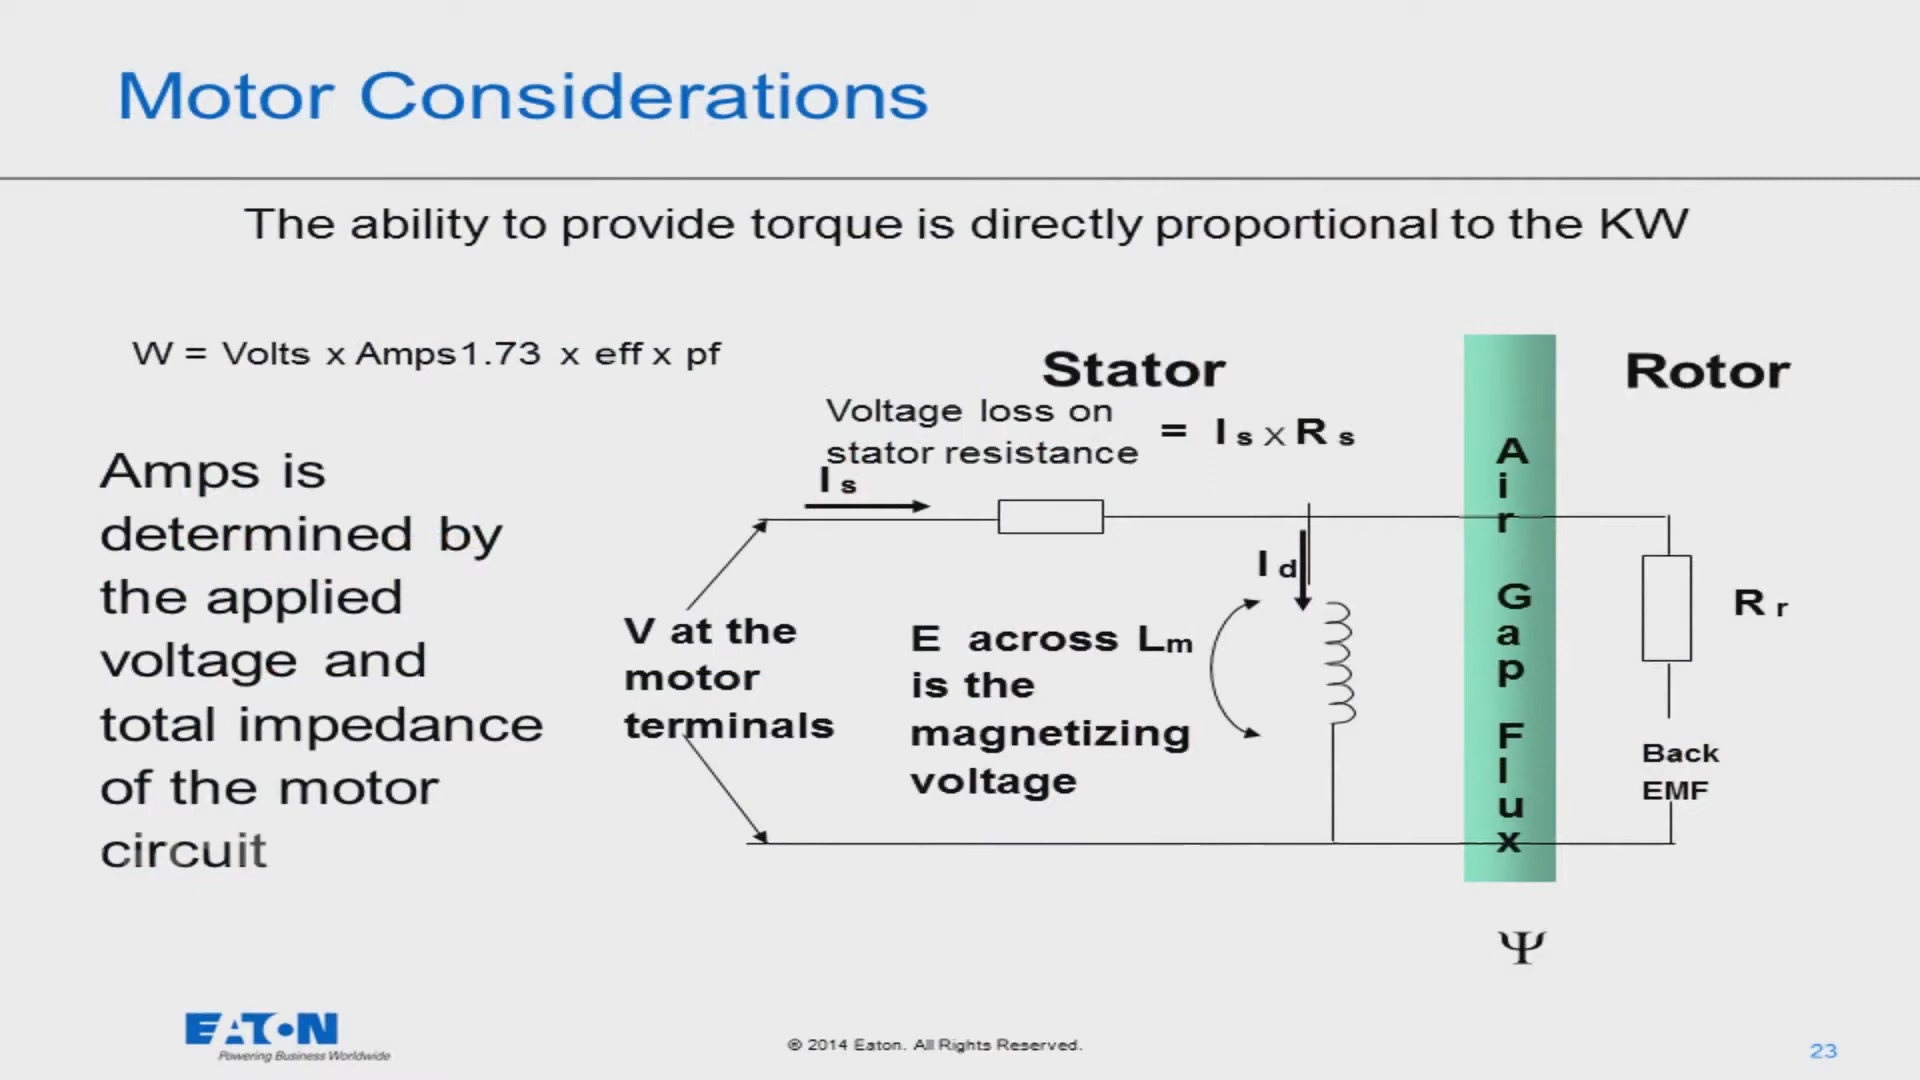 Motor Considerations
The ability to provide torque is directly proportional to the KW
W = Volts x Amps1.73 x eff x pf
Amps is
determined by
the applied
voltage and
total impedance
of the motor
circuit
Stator
Voltage loss on
stator resistance
= I s x R s
I s
I d
V at the
motor
terminals
E across Lm
is the
magnetizing
voltage
Air Gap Flux
Rotor
R r
Back
EMF
Ψ
EATON
Powering Business Worldwide
© 2014 Eaton. All Rights Reserved.
23